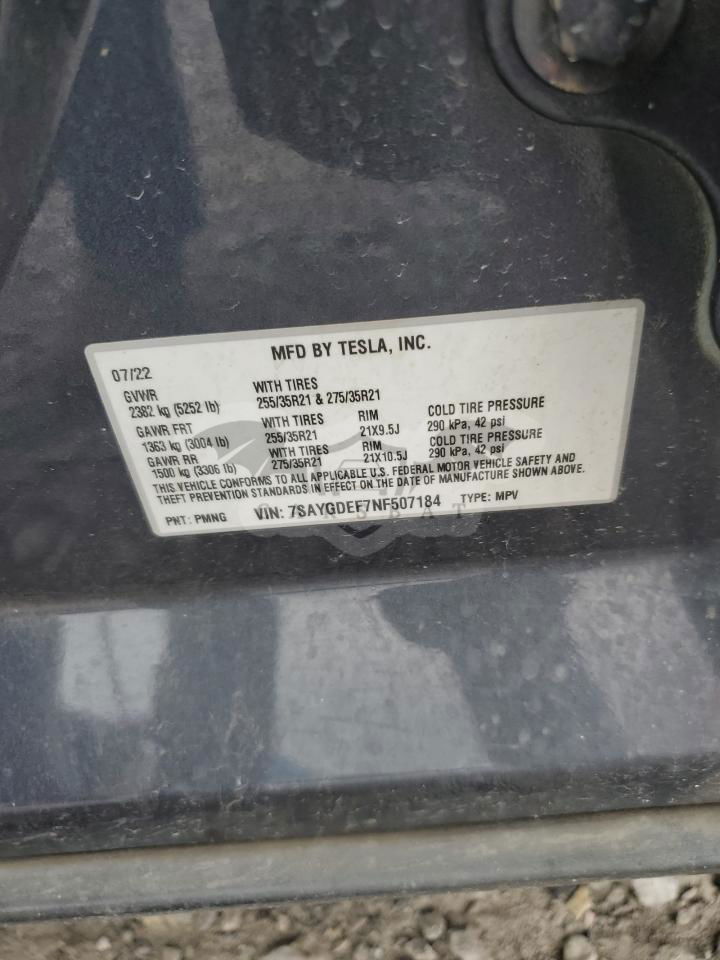 MFD BY TESLA, INC.
07/22
GVWR WITH TIRES
2382 kg (5252 lb) 255/35R21 & 275/35R21
GAWR FRT WITH TIRES RIM COLD TIRE PRESSURE
1363 kg (3004 lb) 255/35R21 21X9.5J 290 kPa, 42 psi
GAWR RR WITH TIRES RIM COLD TIRE PRESSURE
1500 kg (3306 lb) 275/35R21 21X10.5J 290 kPa, 42 psi
THIS VEHICLE CONFORMS TO ALL APPLICABLE U.S. FEDERAL MOTOR VEHICLE SAFETY AND
THEFT PREVENTION STANDARDS IN EFFECT ON THE DATE OF MANUFACTURE SHOWN ABOVE.
PNT: PMNG VIN: 7SAYGDEF7NF507184 TYPE: MPV